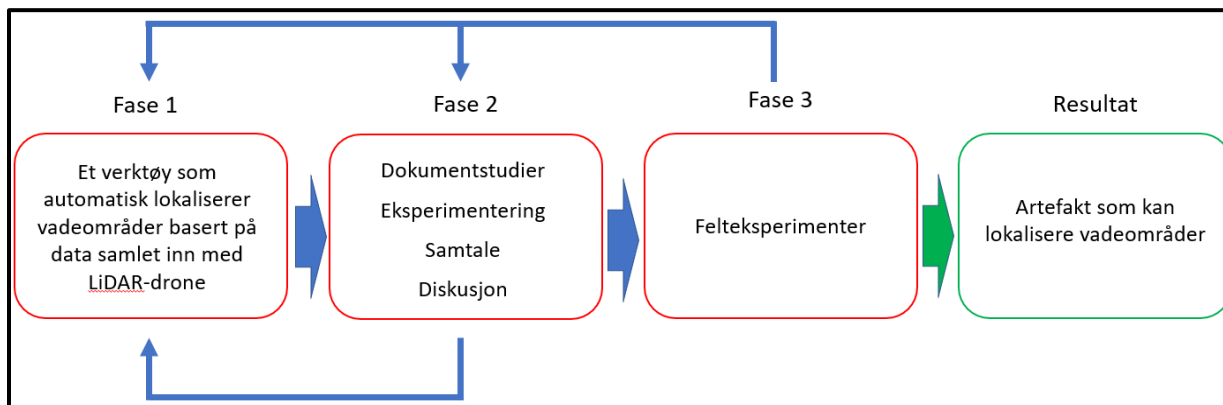 Fase 1
Fase 2
Fase 3
Resultat
Et verktøy som
automatisk lokaliserer
vadeområder basert på
data samlet inn med
LiDAR-drone
Dokumentstudier
Eksperimentering
Samtale
Diskusjon
Felteksperimenter
Artefakt som kan
lokalisere vadeområder